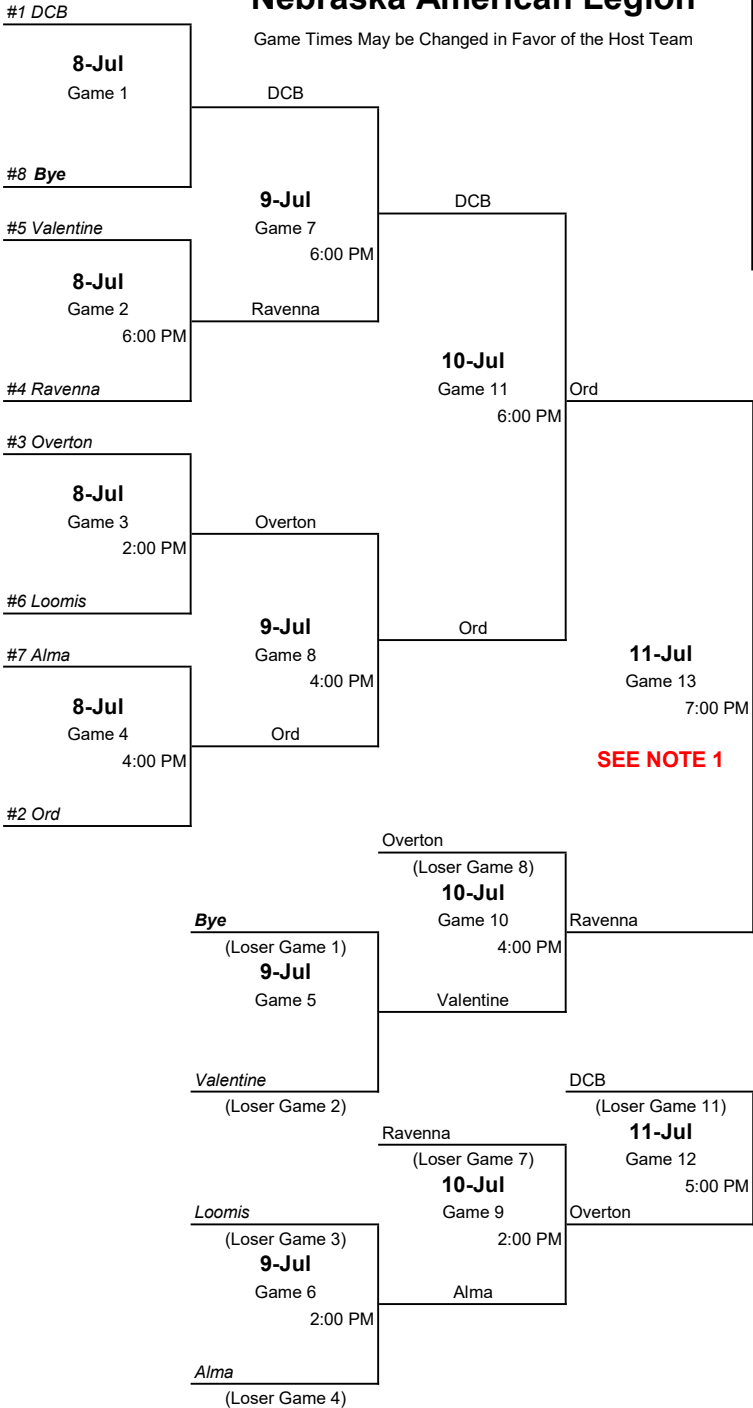 Nebraska American Legion
Game Times May be Changed in Favor of the Host Team
#1 DCB
8-Jul
Game 1
DCB
#8 Bye
9-Jul
DCB
#5 Valentine
Game 7
6:00 PM
8-Jul
Game 2
Ravenna
6:00 PM
10-Jul
#4 Ravenna
Game 11
Ord
6:00 PM
#3 Overton
8-Jul
Game 3
Overton
2:00 PM
#6 Loomis
9-Jul
Ord
#7 Alma
Game 8
11-Jul
4:00 PM
Game 13
8-Jul
7:00 PM
Game 4
Ord
4:00 PM
SEE NOTE 1
#2 Ord
Overton
(Loser Game 8)
10-Jul
Bye
Game 10
Ravenna
(Loser Game 1)
4:00 PM
9-Jul
Game 5
Valentine
Valentine
DCB
(Loser Game 2)
(Loser Game 11)
Ravenna
11-Jul
(Loser Game 7)
Game 12
10-Jul
5:00 PM
Loomis
Game 9
Overton
(Loser Game 3)
2:00 PM
9-Jul
Game 6
Alma
2:00 PM
Alma
(Loser Game 4)